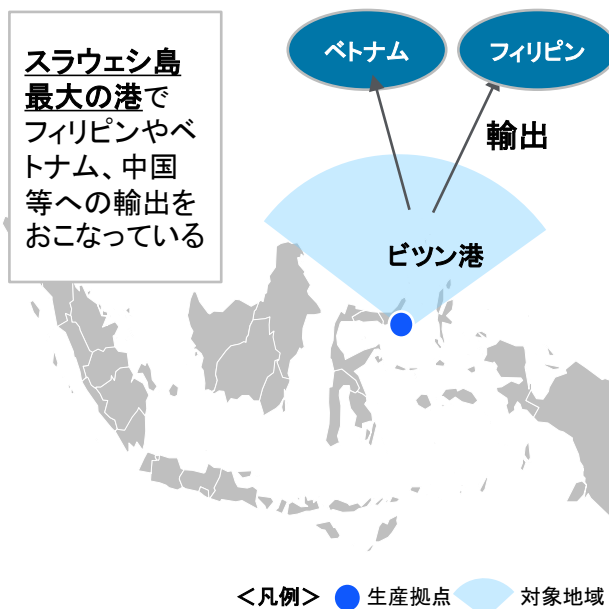 スラウェシ島
最大の港で
フィリピンやベ
トナム、中国
等への輸出を
おこなっている
ベトナム
フィリピン
輸出
ビツン港
<凡例>
生産拠点
対象地域